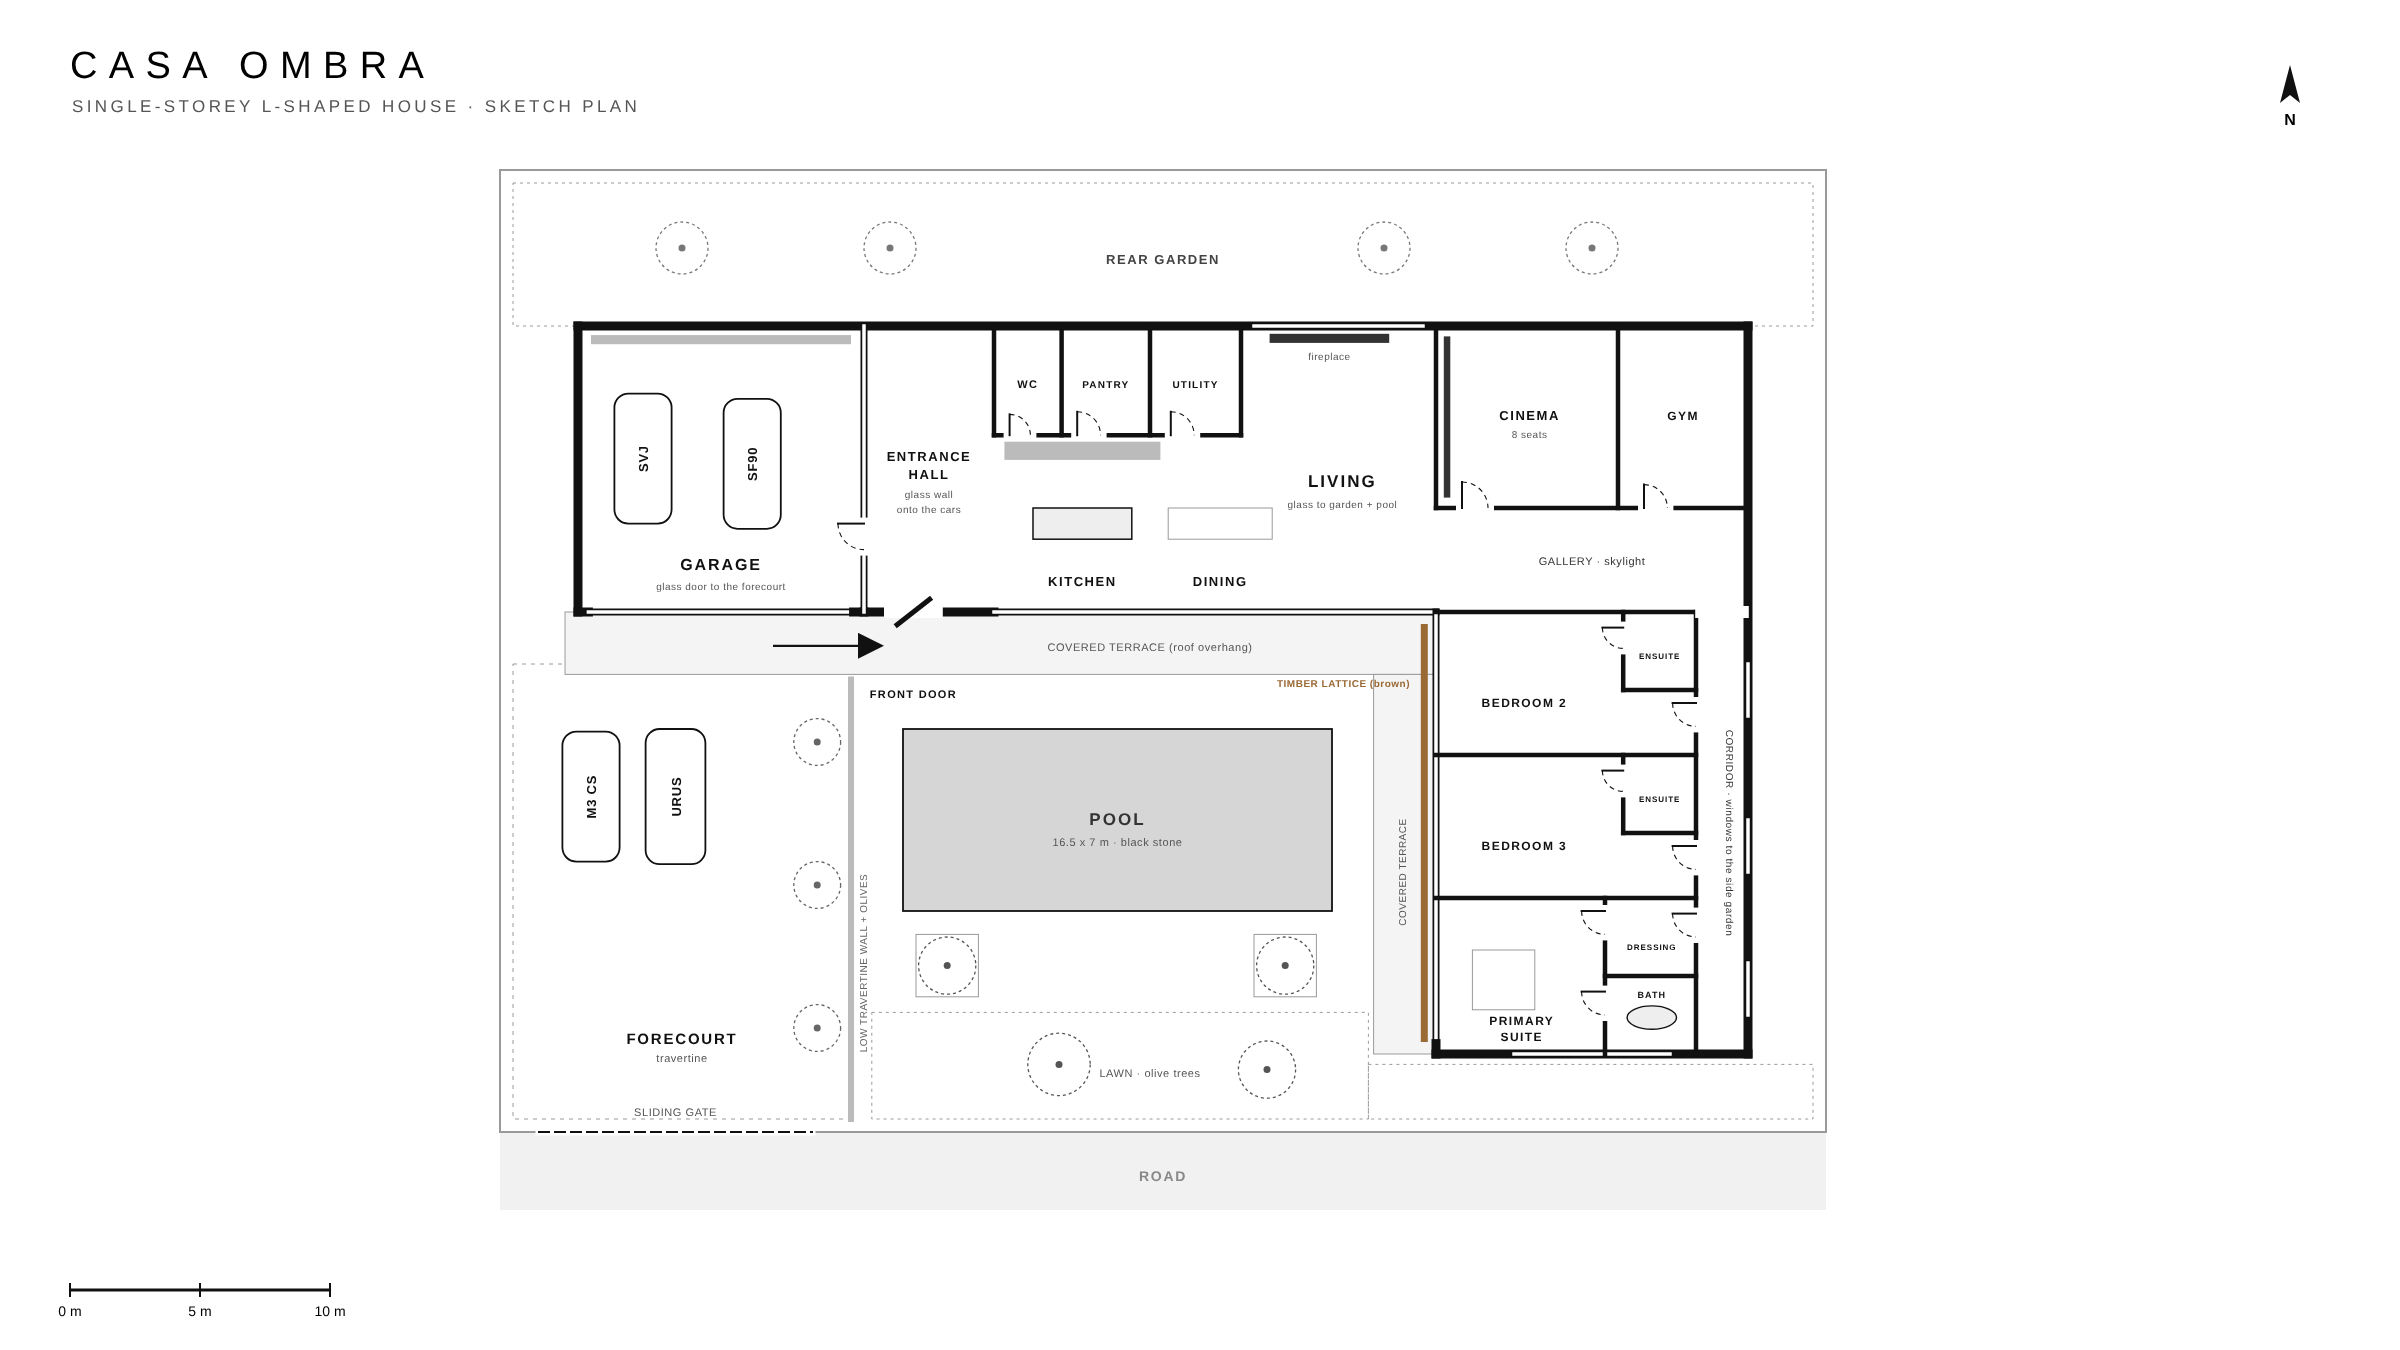 CASA OMBRA
SINGLE-STOREY L-SHAPED HOUSE · SKETCH PLAN
N
REAR GARDEN
fireplace
WC
PANTRY
UTILITY
CINEMA
8 seats
GYM
SVJ
SF90
ENTRANCE
HALL
glass wall
onto the cars
LIVING
glass to garden + pool
GARAGE
glass door to the forecourt
KITCHEN
DINING
GALLERY · skylight
COVERED TERRACE (roof overhang)
ENSUITE
TIMBER LATTICE (brown)
FRONT DOOR
BEDROOM 2
M3 CS
URUS
POOL
16.5 x 7 m · black stone
COVERED TERRACE
ENSUITE
BEDROOM 3
CORRIDOR · windows to the side garden
LOW TRAVERTINE WALL + OLIVES
DRESSING
BATH
PRIMARY
SUITE
FORECOURT
travertine
LAWN · olive trees
SLIDING GATE
ROAD
0 m
5 m
10 m